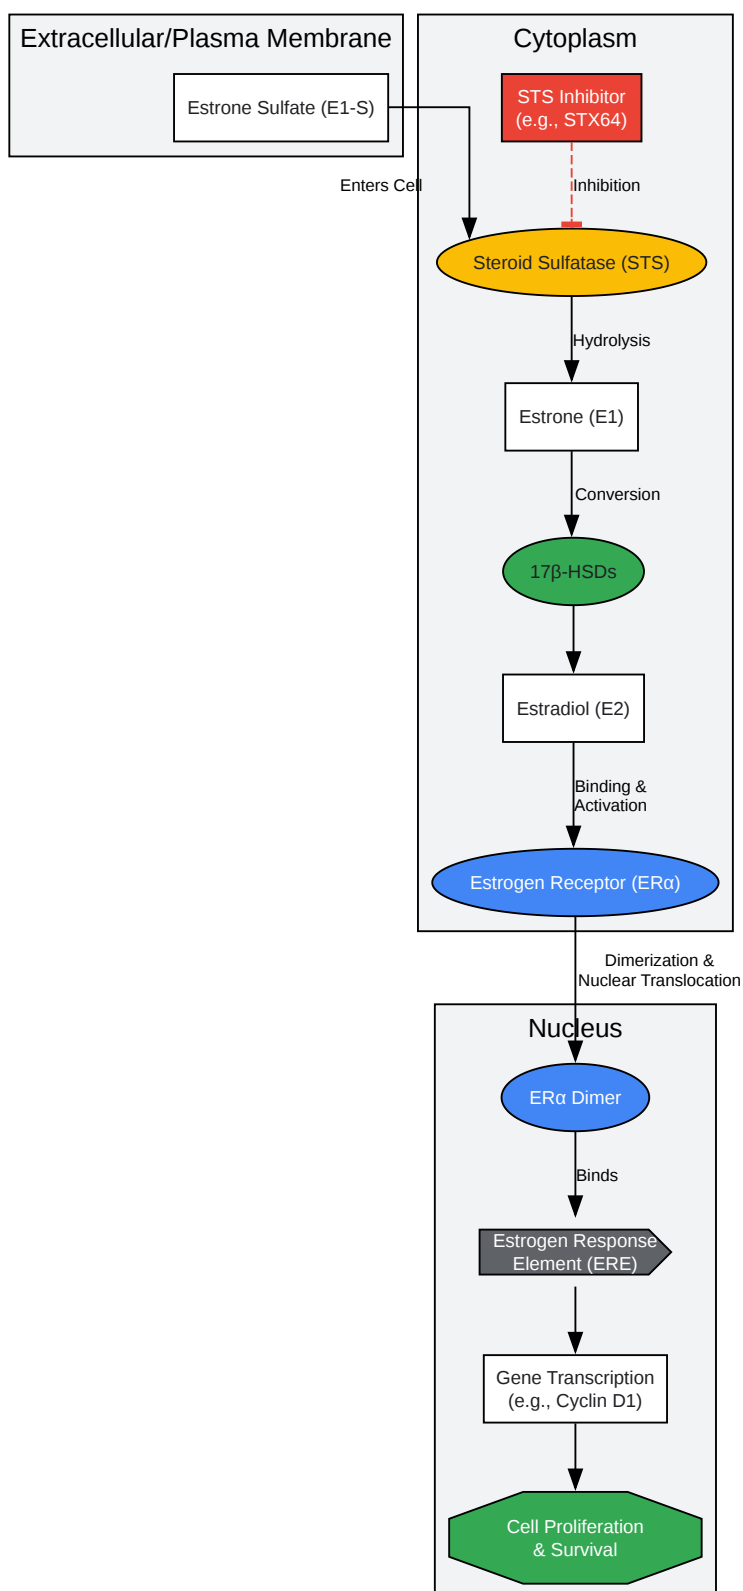 Extracellular/Plasma Membrane
Cytoplasm
Estrone Sulfate (E1-S)
STS Inhibitor
(e.g., STX64)
Enters Cell
Inhibition
Steroid Sulfatase (STS)
Hydrolysis
Estrone (E1)
Conversion
17β-HSDs
Estradiol (E2)
Binding &
Activation
Estrogen Receptor (ERα)
Dimerization &
Nuclear Translocation
Nucleus
ERα Dimer
Binds
Estrogen Response
Element (ERE)
Gene Transcription
(e.g., Cyclin D1)
Cell Proliferation
& Survival